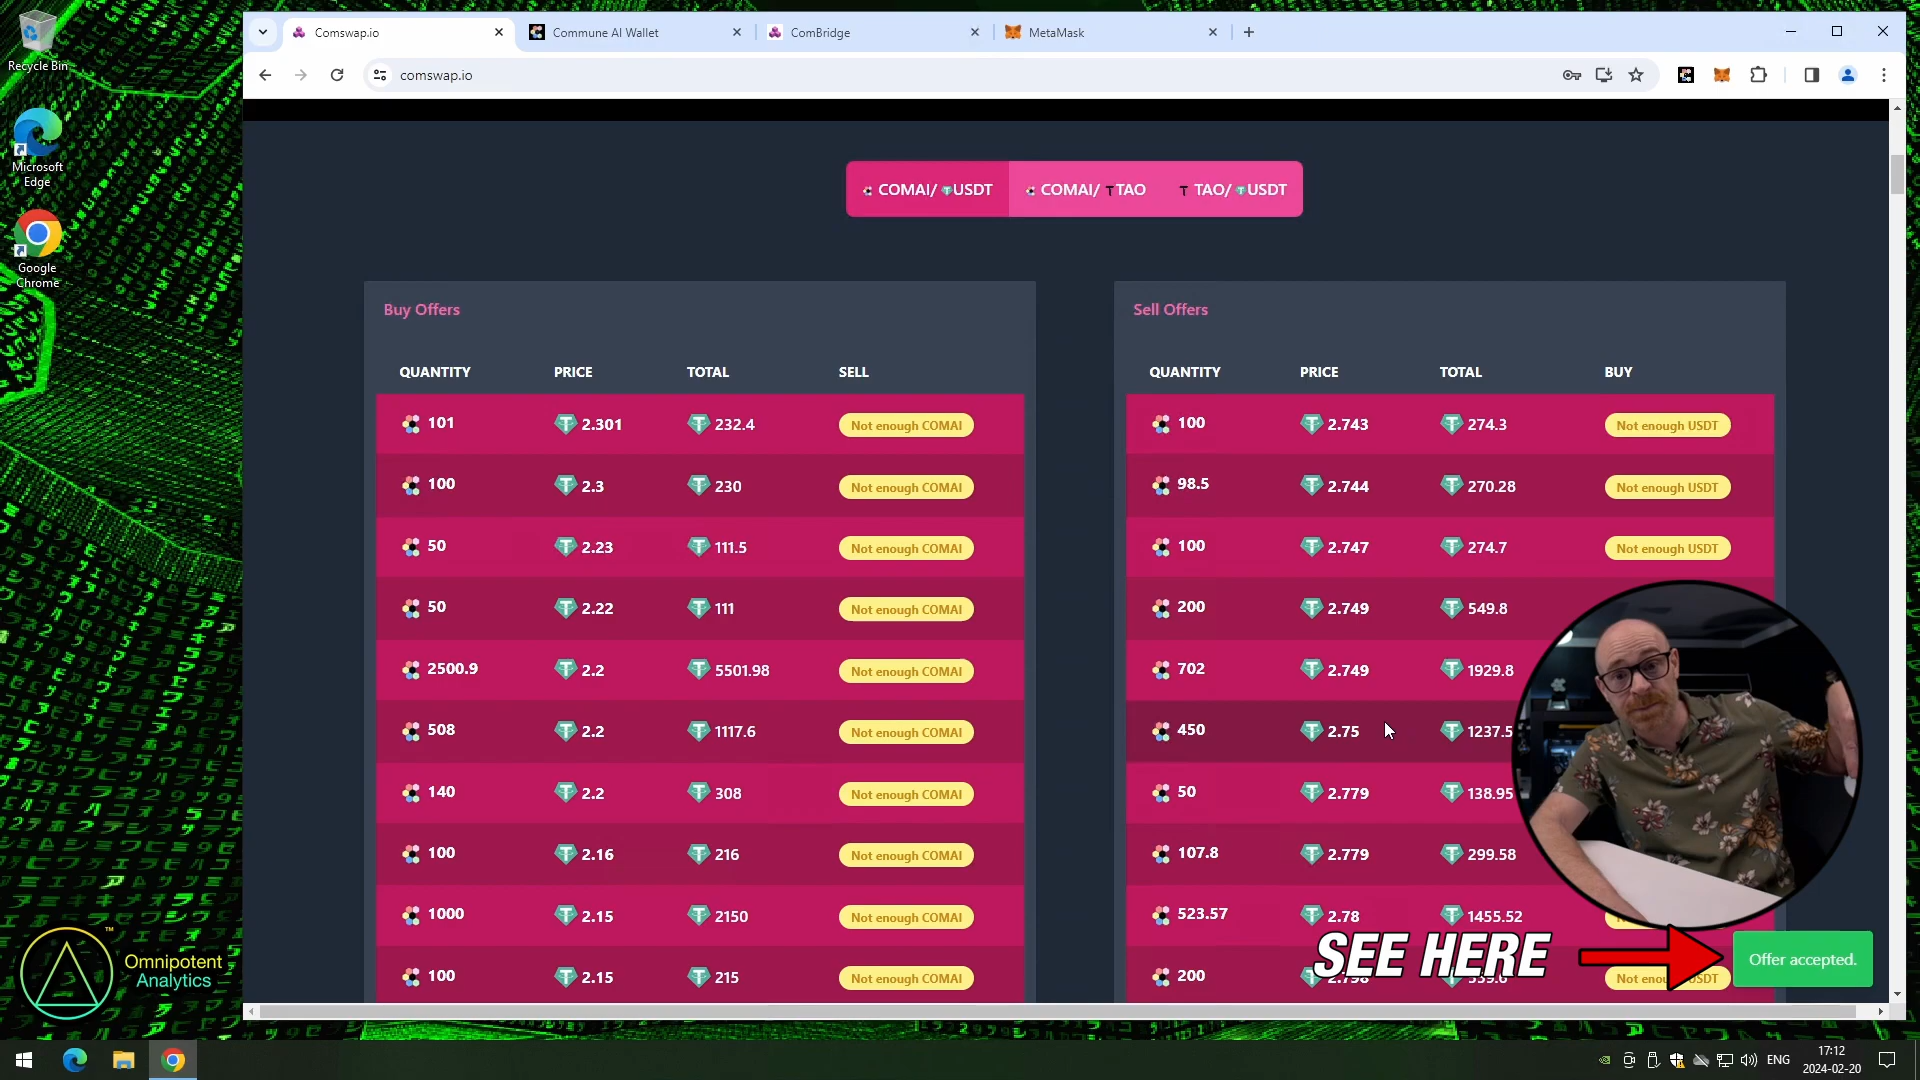 Recycle Bin
Microsoft Edge
Google Chrome
Comswap.io
Commune AI Wallet
ComBridge
MetaMask
comswap.io
COMAI/ USDT
COMAI/ TAO
TAO/ USDT
Buy Offers
QUANTITY PRICE TOTAL SELL
101 2.301 232.4 Not enough COMAI
100 2.3 230 Not enough COMAI
50 2.23 111.5 Not enough COMAI
50 2.22 111 Not enough COMAI
2500.9 2.2 5501.98 Not enough COMAI
508 2.2 1117.6 Not enough COMAI
140 2.2 308 Not enough COMAI
100 2.16 216 Not enough COMAI
1000 2.15 2150 Not enough COMAI
100 2.15 215 Not enough COMAI
Sell Offers
QUANTITY PRICE TOTAL BUY
100 2.743 274.3 Not enough USDT
98.5 2.744 270.28 Not enough USDT
100 2.747 274.7 Not enough USDT
200 2.749 549.8
702 2.749 1929.8
450 2.75 1237.5
50 2.779 138.95
107.8 2.779 299.58
523.57 2.78 1455.52
200
SEE HERE
Offer accepted.
Omnipotent
Analytics
™
ENG
17:12
2024-02-20